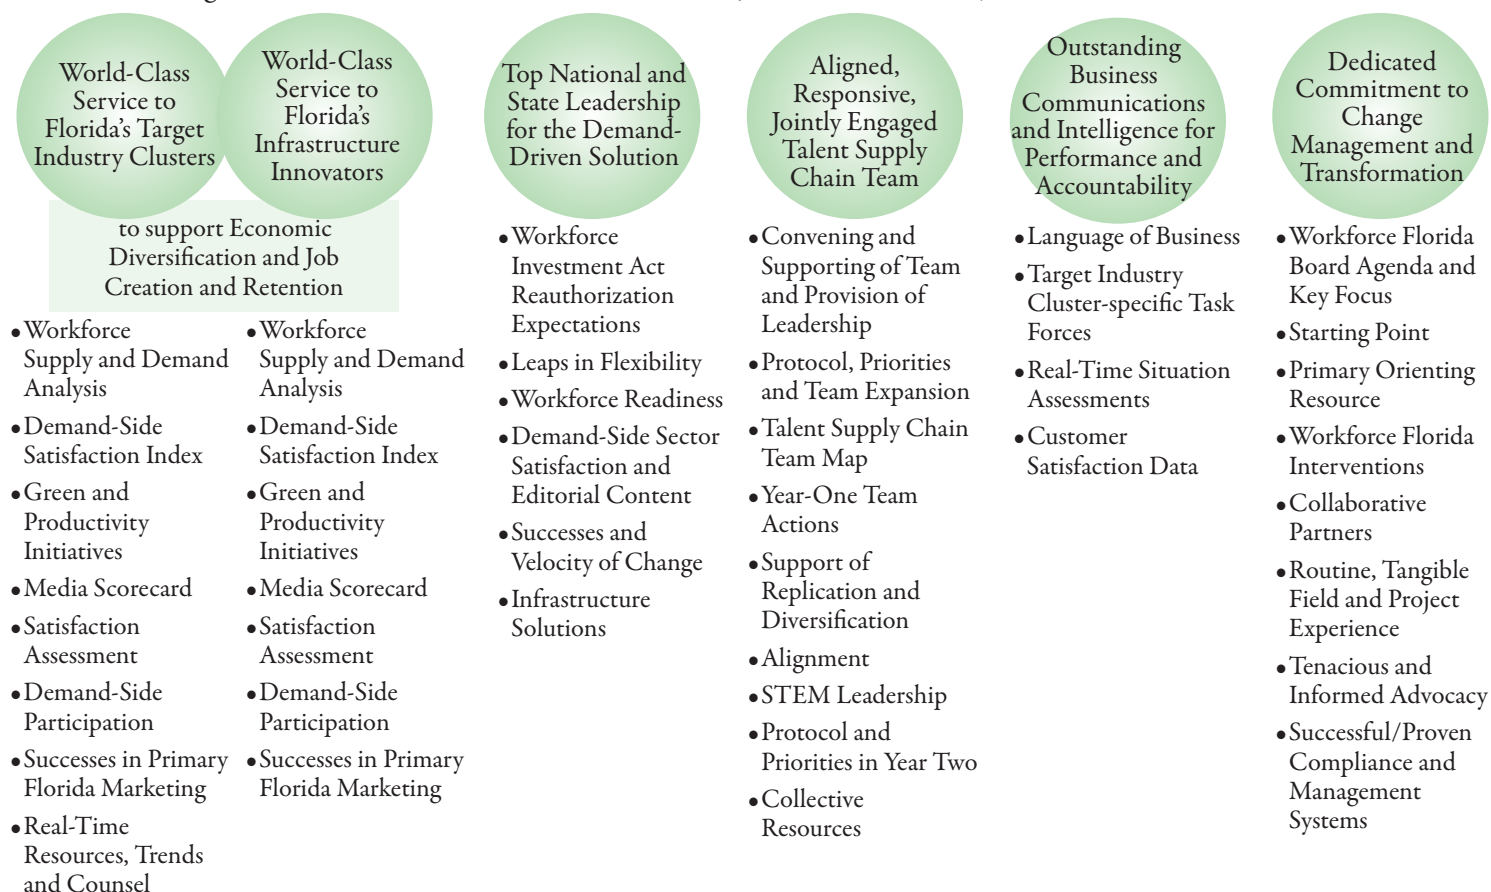 World-Class
Service to
Florida's Target
Industry Clusters
World-Class
Service to
Florida's
Infrastructure
Innovators
to support Economic
Diversification and Job
Creation and Retention
•Workforce
Supply and Demand
Analysis
•Demand-Side
Satisfaction Index
•Green and
Productivity
Initiatives
•Media Scorecard
•Satisfaction
Assessment
•Demand-Side
Participation
•Successes in Primary
Florida Marketing
•Real-Time
Resources, Trends
and Counsel
•Workforce
Supply and Demand
Analysis
•Demand-Side
Satisfaction Index
•Green and
Productivity
Initiatives
•Media Scorecard
•Satisfaction
Assessment
•Demand-Side
Participation
•Successes in Primary
Florida Marketing
Top National and
State Leadership
for the Demand-
Driven Solution
•Workforce
Investment Act
Reauthorization
Expectations
•Leaps in Flexibility
•Workforce Readiness
•Demand-Side Sector
Satisfaction and
Editorial Content
•Successes and
Velocity of Change
•Infrastructure
Solutions
Aligned,
Responsive,
Jointly Engaged
Talent Supply
Chain Team
•Convening and
Supporting of Team
and Provision of
Leadership
•Protocol, Priorities
and Team Expansion
•Talent Supply Chain
Team Map
•Year-One Team
Actions
•Support of
Replication and
Diversification
•Alignment
•STEM Leadership
•Protocol and
Priorities in Year Two
•Collective
Resources
Outstanding
Business
Communications
and Intelligence for
Performance and
Accountability
•Language of Business
•Target Industry
Cluster-specific Task
Forces
•Real-Time Situation
Assessments
•Customer
Satisfaction Data
Dedicated
Commitment to
Change
Management and
Transformation
•Workforce Florida
Board Agenda and
Key Focus
•Starting Point
•Primary Orienting
Resource
•Workforce Florida
Interventions
•Collaborative
Partners
•Routine, Tangible
Field and Project
Experience
•Tenacious and
Informed Advocacy
•Successful/Proven
Compliance and
Management
Systems